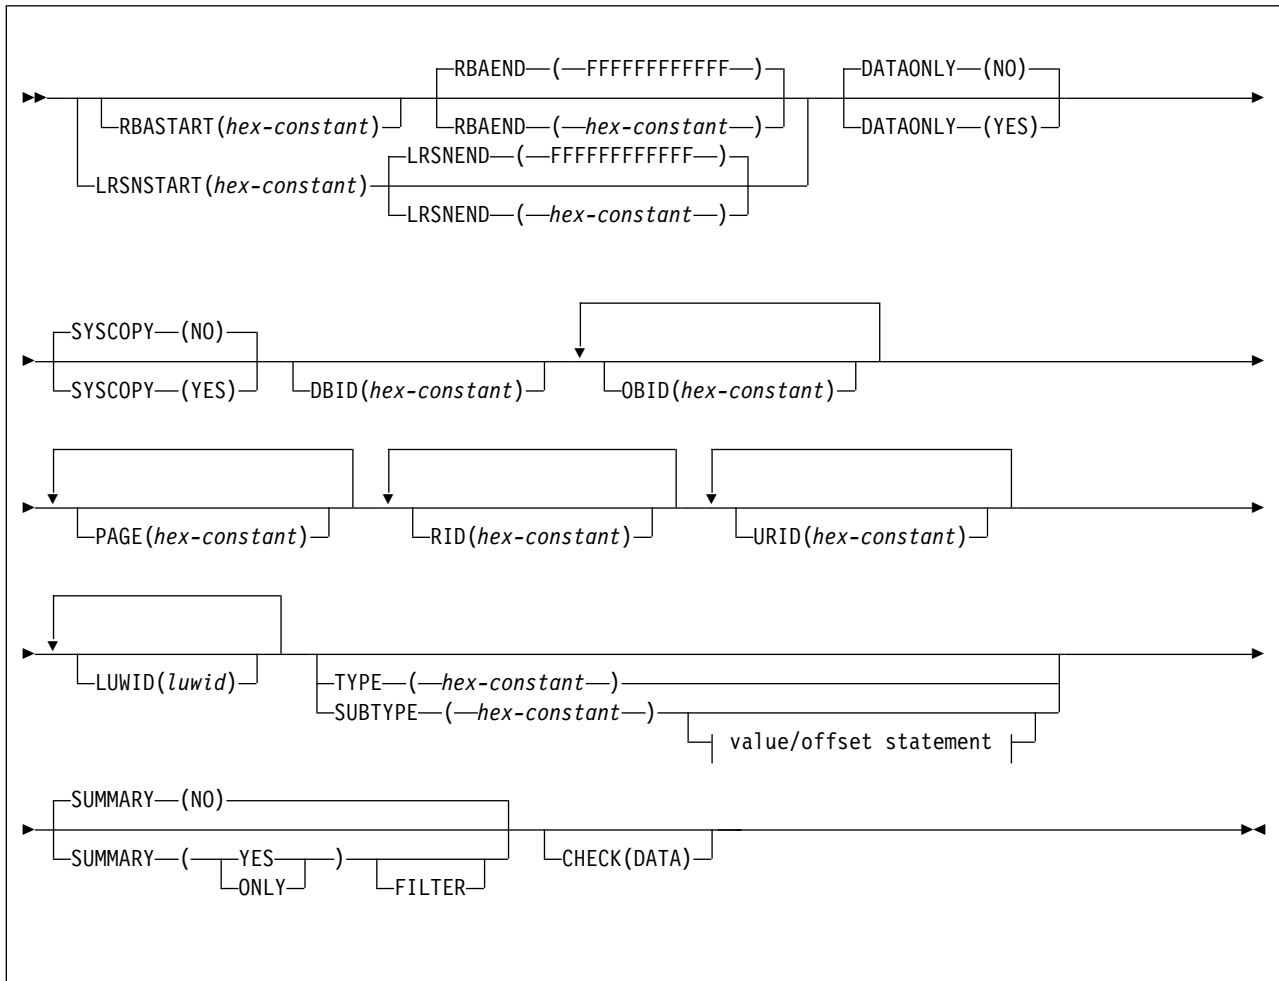 RBAEND ( FFFFFFFFFFFF ) DATAONLY (NO)
RBASTART(hex-constant) RBAEND (hex-constant) DATAONLY (YES)
LRSNEND ( FFFFFFFFFFFF )
LRSNSTART(hex-constant)
LRSNEND (hex-constant)
SYSCOPY (NO)
SYSCOPY (YES) DBID(hex-constant) OBID(hex-constant)
PAGE(hex-constant) RID(hex-constant) URID(hex-constant)
LUWID(luwid) TYPE (hex-constant)
SUBTYPE (hex-constant)
value/offset statement
SUMMARY (NO)
SUMMARY ( YES ) CHECK(DATA)
ONLY FILTER